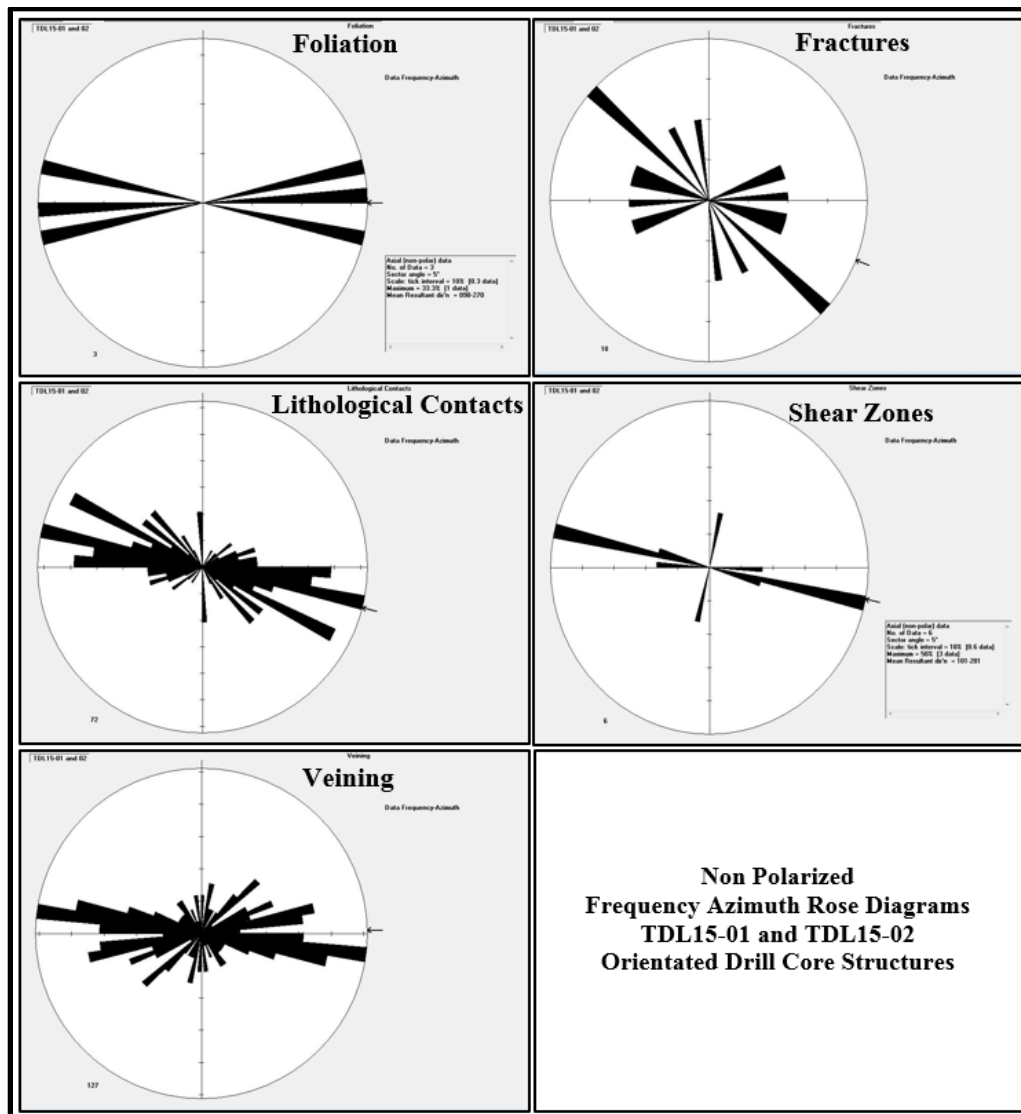 TDL15-01 and 02
Foliation
Foliation
Data Frequency-Azimuth
Axial (non-polar) data
No. of Data = 3
Sector angle = 5°
Scale: tick interval = 10% [0.3 data]
Maximum = 33.3% [1 data]
Mean Resultant dir'n = 090-270
3
TDL15-01 and 02
Fractures
Fractures
Data Frequency-Azimuth
10
TDL15-01 and 02
Lithological Contacts
Lithological Contacts
Data Frequency-Azimuth
72
TDL15-01 and 02
Shear Zones
Shear Zones
Data Frequency-Azimuth
Axial (non-polar) data
No. of Data = 6
Sector angle = 5°
Scale: tick interval = 10% [0.6 data]
Maximum = 50% [3 data]
Mean Resultant dir'n = 101-281
6
TDL15-01 and 02
Veining
Veining
Data Frequency-Azimuth
127
Non Polarized
Frequency Azimuth Rose Diagrams
TDL15-01 and TDL15-02
Orientated Drill Core Structures